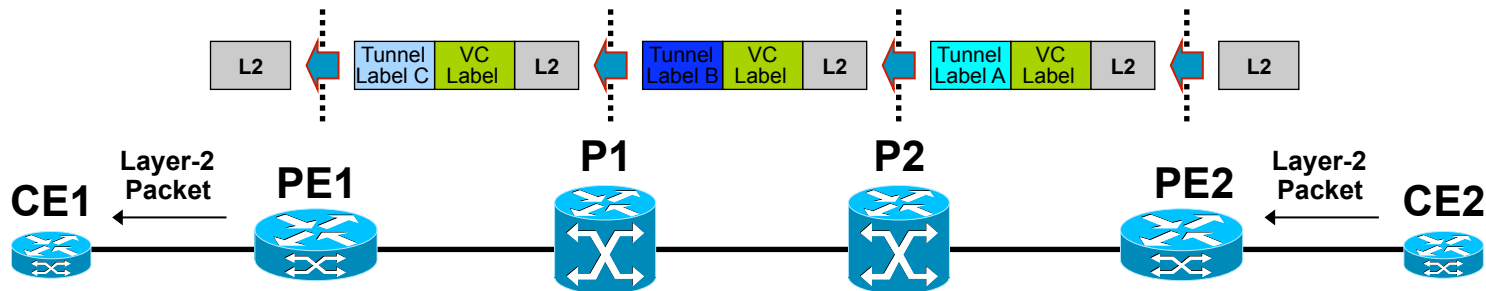 L2
Tunnel Label C
VC Label
L2
Tunnel Label B
VC Label
L2
Tunnel Label A
VC Label
L2
L2
CE1
Layer-2
Packet
PE1
P1
P2
PE2
Layer-2
Packet
CE2